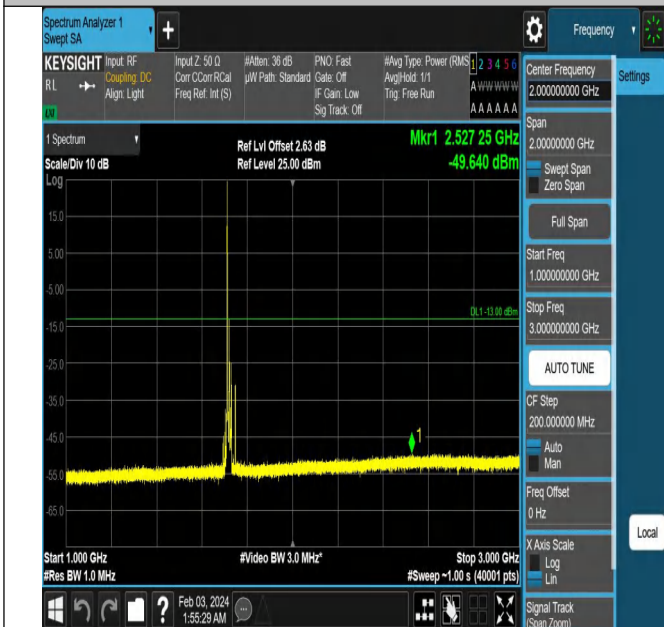 Spectrum Analyzer 1
Swept SA
Frequency
KEYSIGHT
RL
LXI
Input: RF
Coupling: DC
Align: Light
Input Z: 50 Ω
Corr CCorr RCal
Freq Ref: Int (S)
#Atten: 36 dB
µW Path: Standard
PNO: Fast
Gate: Off
IF Gain: Low
Sig Track: Off
#Avg Type: Power (RMS
Avg|Hold: 1/1
Trig: Free Run
1 2 3 4 5 6
A W W W W W
A A A A A A
1 Spectrum
Scale/Div 10 dB
Log
Ref Lvl Offset 2.63 dB
Ref Level 25.00 dBm
Mkr1 2.527 25 GHz
-49.640 dBm
15.0
5.00
-5.00
DL1 -13.00 dBm
-15.0
-25.0
-35.0
-45.0
1
-55.0
-65.0
Start 1.000 GHz
#Video BW 3.0 MHz*
Stop 3.000 GHz
#Res BW 1.0 MHz
#Sweep ~1.00 s (40001 pts)
?
Feb 03, 2024
1:55:29 AM
Center Frequency
2.00000000 GHz
Settings
Span
2.00000000 GHz
Swept Span
Zero Span
Full Span
Start Freq
1.000000000 GHz
Stop Freq
3.000000000 GHz
AUTO TUNE
CF Step
200.000000 MHz
Auto
Man
Freq Offset
0 Hz
Local
X Axis Scale
Log
Lin
Signal Track
(Span Zoom)